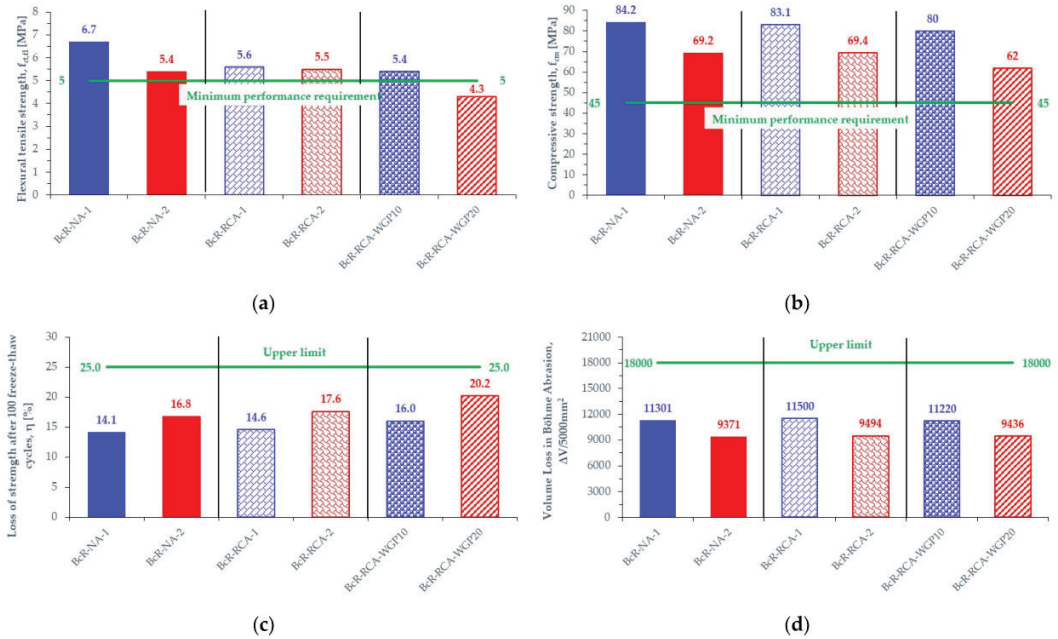 Flexural tensile strength, fct,fl [MPa]
8
7
6
5
4
3
2
1
0
6.7
5.4
5.6
5.5
5.4
4.3
5
5
Minimum performance requirement
BcR-NA-1
BcR-NA-2
BcR-RCA-1
BcR-RCA-2
BcR-RCA-WGP10
BcR-RCA-WGP20
(a)
Compressive strength, fcm [MPa]
90
80
70
60
50
40
30
20
10
0
84.2
69.2
83.1
69.4
80
62
45
45
Minimum performance requirement
BcR-NA-1
BcR-NA-2
BcR-RCA-1
BcR-RCA-2
BcR-RCA-WGP10
BcR-RCA-WGP20
(b)
Loss of strength after 100 freeze-thaw
cycles, η [%]
30
25
20
15
10
5
0
Upper limit
25.0
25.0
14.1
16.8
14.6
17.6
16.0
20.2
BcR-NA-1
BcR-NA-2
BcR-RCA-1
BcR-RCA-2
BcR-RCA-WGP10
BcR-RCA-WGP20
(c)
Volume Loss in Böhme Abrasion,
ΔV/5000mm²
21000
18000
15000
12000
9000
6000
3000
0
Upper limit
18000
18000
11301
9371
11500
9494
11220
9436
BcR-NA-1
BcR-NA-2
BcR-RCA-1
BcR-RCA-2
BcR-RCA-WGP10
BcR-RCA-WGP20
(d)